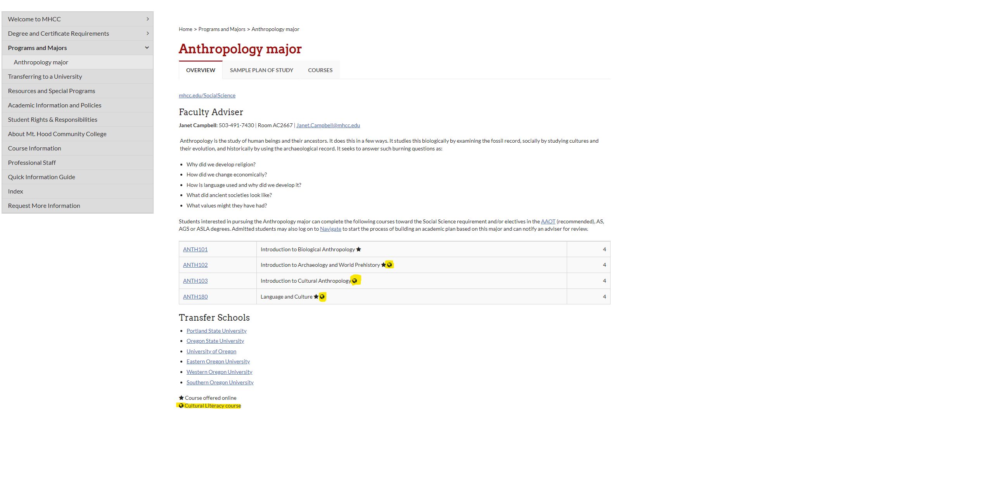 Welcome to MHCC
Degree and Certificate Requirements
Programs and Majors
Anthropology major
Transferring to a University
Resources and Special Programs
Academic Information and Policies
Student Rights & Responsibilities
About Mt. Hood Community College
Course Information
Professional Staff
Quick Information Guide
Index
Request More Information
Home > Programs and Majors > Anthropology major
Anthropology major
OVERVIEW SAMPLE PLAN OF STUDY COURSES
mhcc.edu/SocialScience
Faculty Adviser
Janet Campbell: 503-491-7430 | Room AC2667 | Janet.Campbell@mhcc.edu
Anthropology is the study of human beings and their ancestors. It does this in a few ways. It studies this biologically by examining the fossil record, socially by studying cultures and
their evolution, and historically by using the archaeological record. It seeks to answer such burning questions as:
• Why did we develop religion?
• How did we change economically?
• How is language used and why did we develop it?
• What did ancient societies look like?
• What values might they have had?
Students interested in pursuing the Anthropology major can complete the following courses toward the Social Science requirement and/or electives in the AAOT (recommended), AS,
AGS or ASLA degrees. Admitted students may also log on to Navigate to start the process of building an academic plan based on this major and can notify an adviser for review.
ANTH101 Introduction to Biological Anthropology ★ 4
ANTH102 Introduction to Archaeology and World Prehistory ★ 4
ANTH103 Introduction to Cultural Anthropology 4
ANTH180 Language and Culture ★ 4
Transfer Schools
• Portland State University
• Oregon State University
• University of Oregon
• Eastern Oregon University
• Western Oregon University
• Southern Oregon University
★ Course offered online
Cultural Literacy course